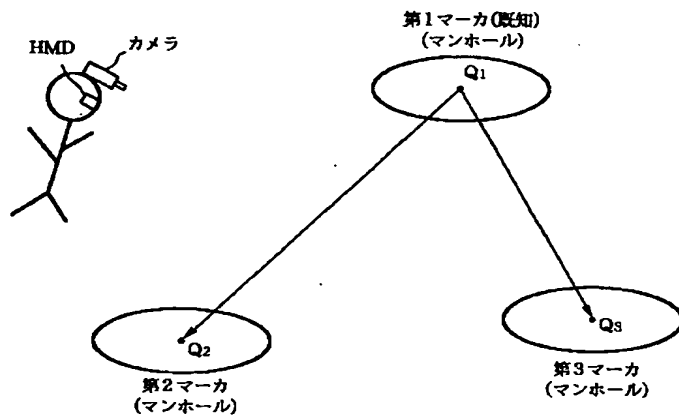 第1マーカ(既知)
(マンホール)
HMD
カメラ
Q1
Q2
Q3
第2マーカ
(マンホール)
第3マーカ
(マンホール)